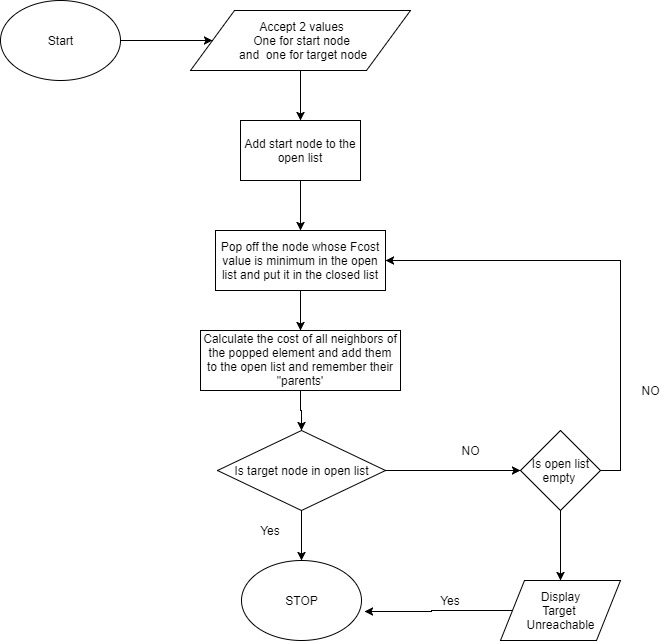 Start
Accept 2 values
One for start node
and one for target node
Add start node to the
open list
Pop off the node whose Fcost
value is minimum in the open
list and put it in the closed list
Calculate the cost of all neighbors of
the popped element and add them
to the open list and remember their
"parents'
NO
Is target node in open list
NO
Is open list
empty
Yes
STOP
Yes
Display
Target
Unreachable